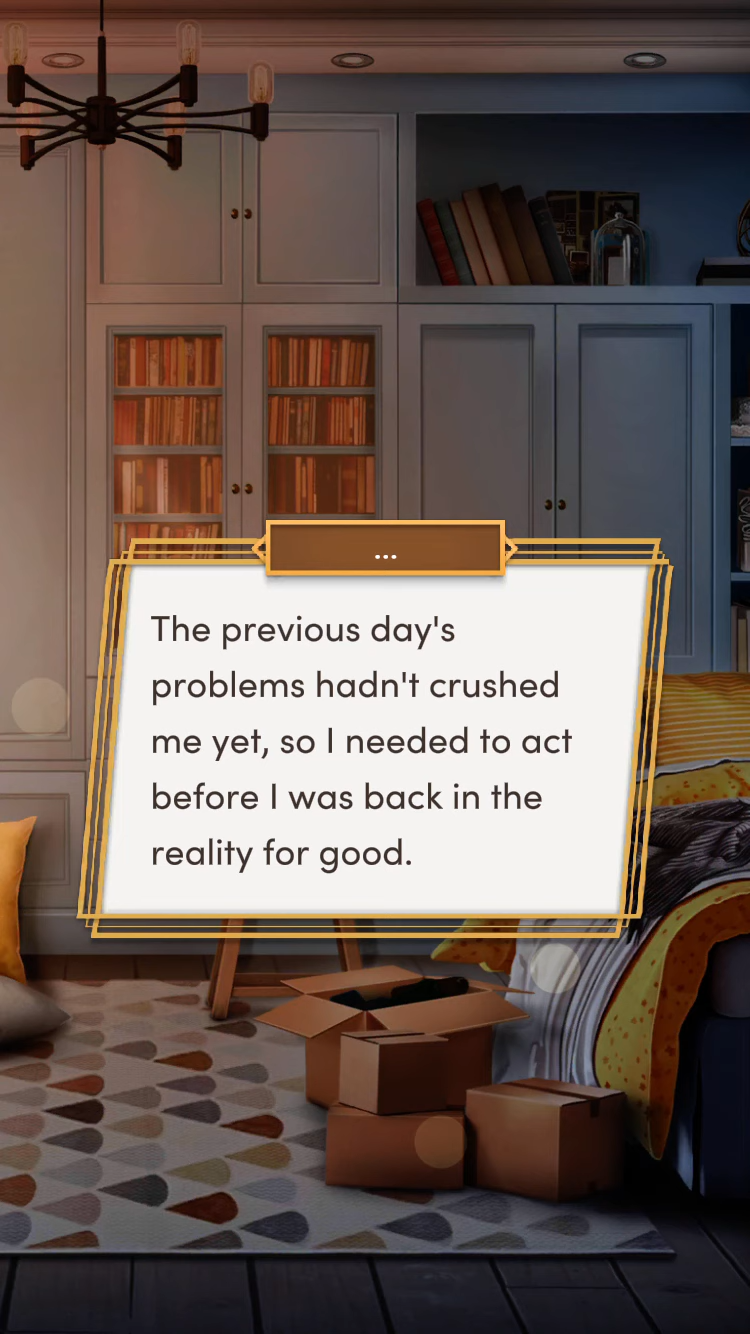 ...
The previous day's
problems hadn't crushed
me yet, so I needed to act
before I was back in the
reality for good.